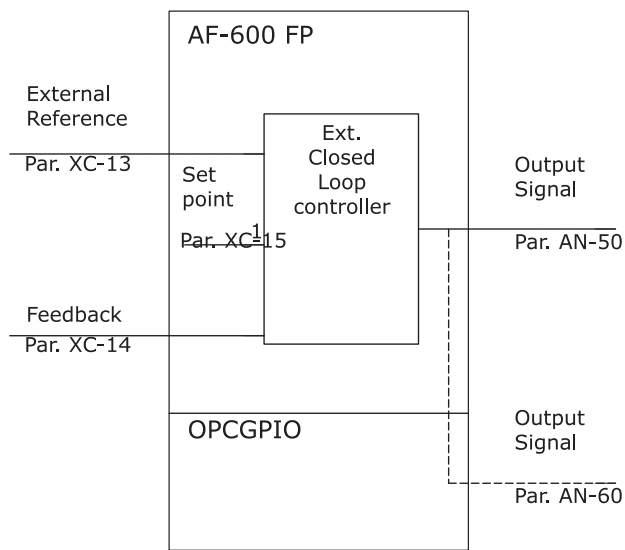 AF-600 FP
External
Reference
Par. XC-13
Ext.
Closed
Loop
controller
Set
point
1
Par. XC-15
Output
Signal
Par. AN-50
Feedback
Par. XC-14
OPCGPIO
Output
Signal
Par. AN-60